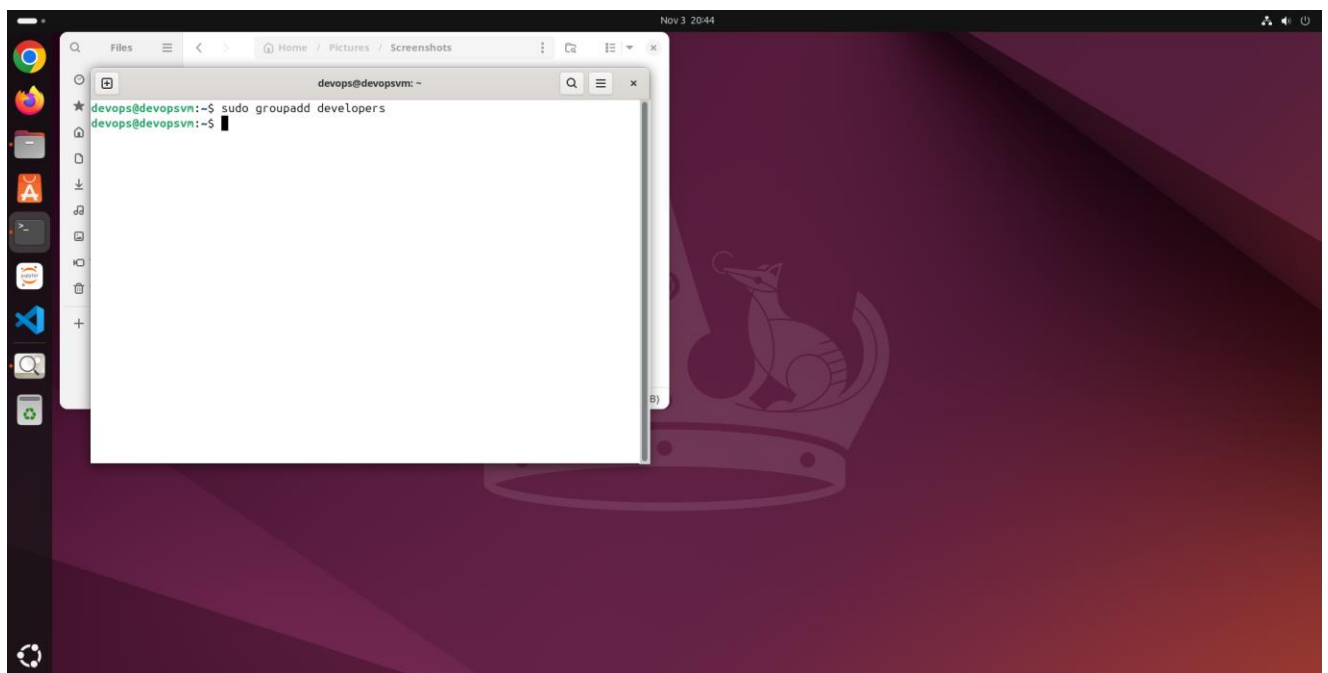 Nov 3 20:44
Files
Home / Pictures / Screenshots
devops@devopsvm: ~
devops@devopsvm:~$ sudo groupadd developers
devops@devopsvm:~$
B)